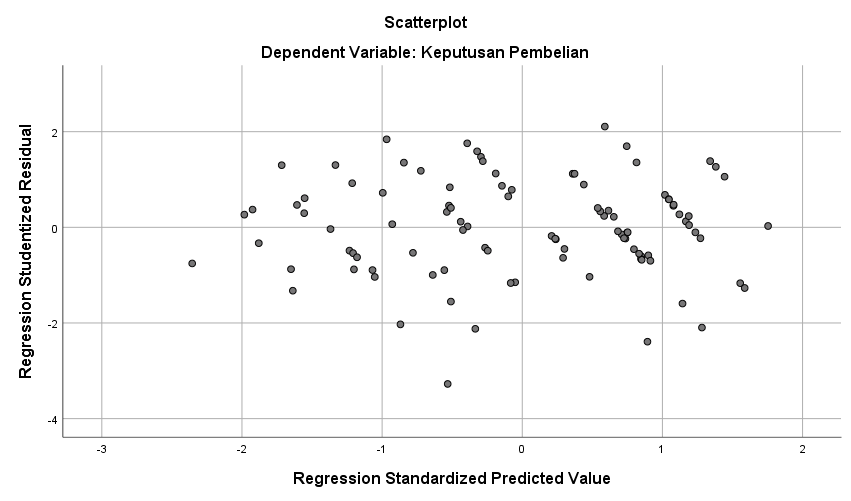 Scatterplot
Dependent Variable: Keputusan Pembelian
Regression Studentized Residual
2
0
-2
-4
-3
-2
-1
0
1
2
Regression Standardized Predicted Value